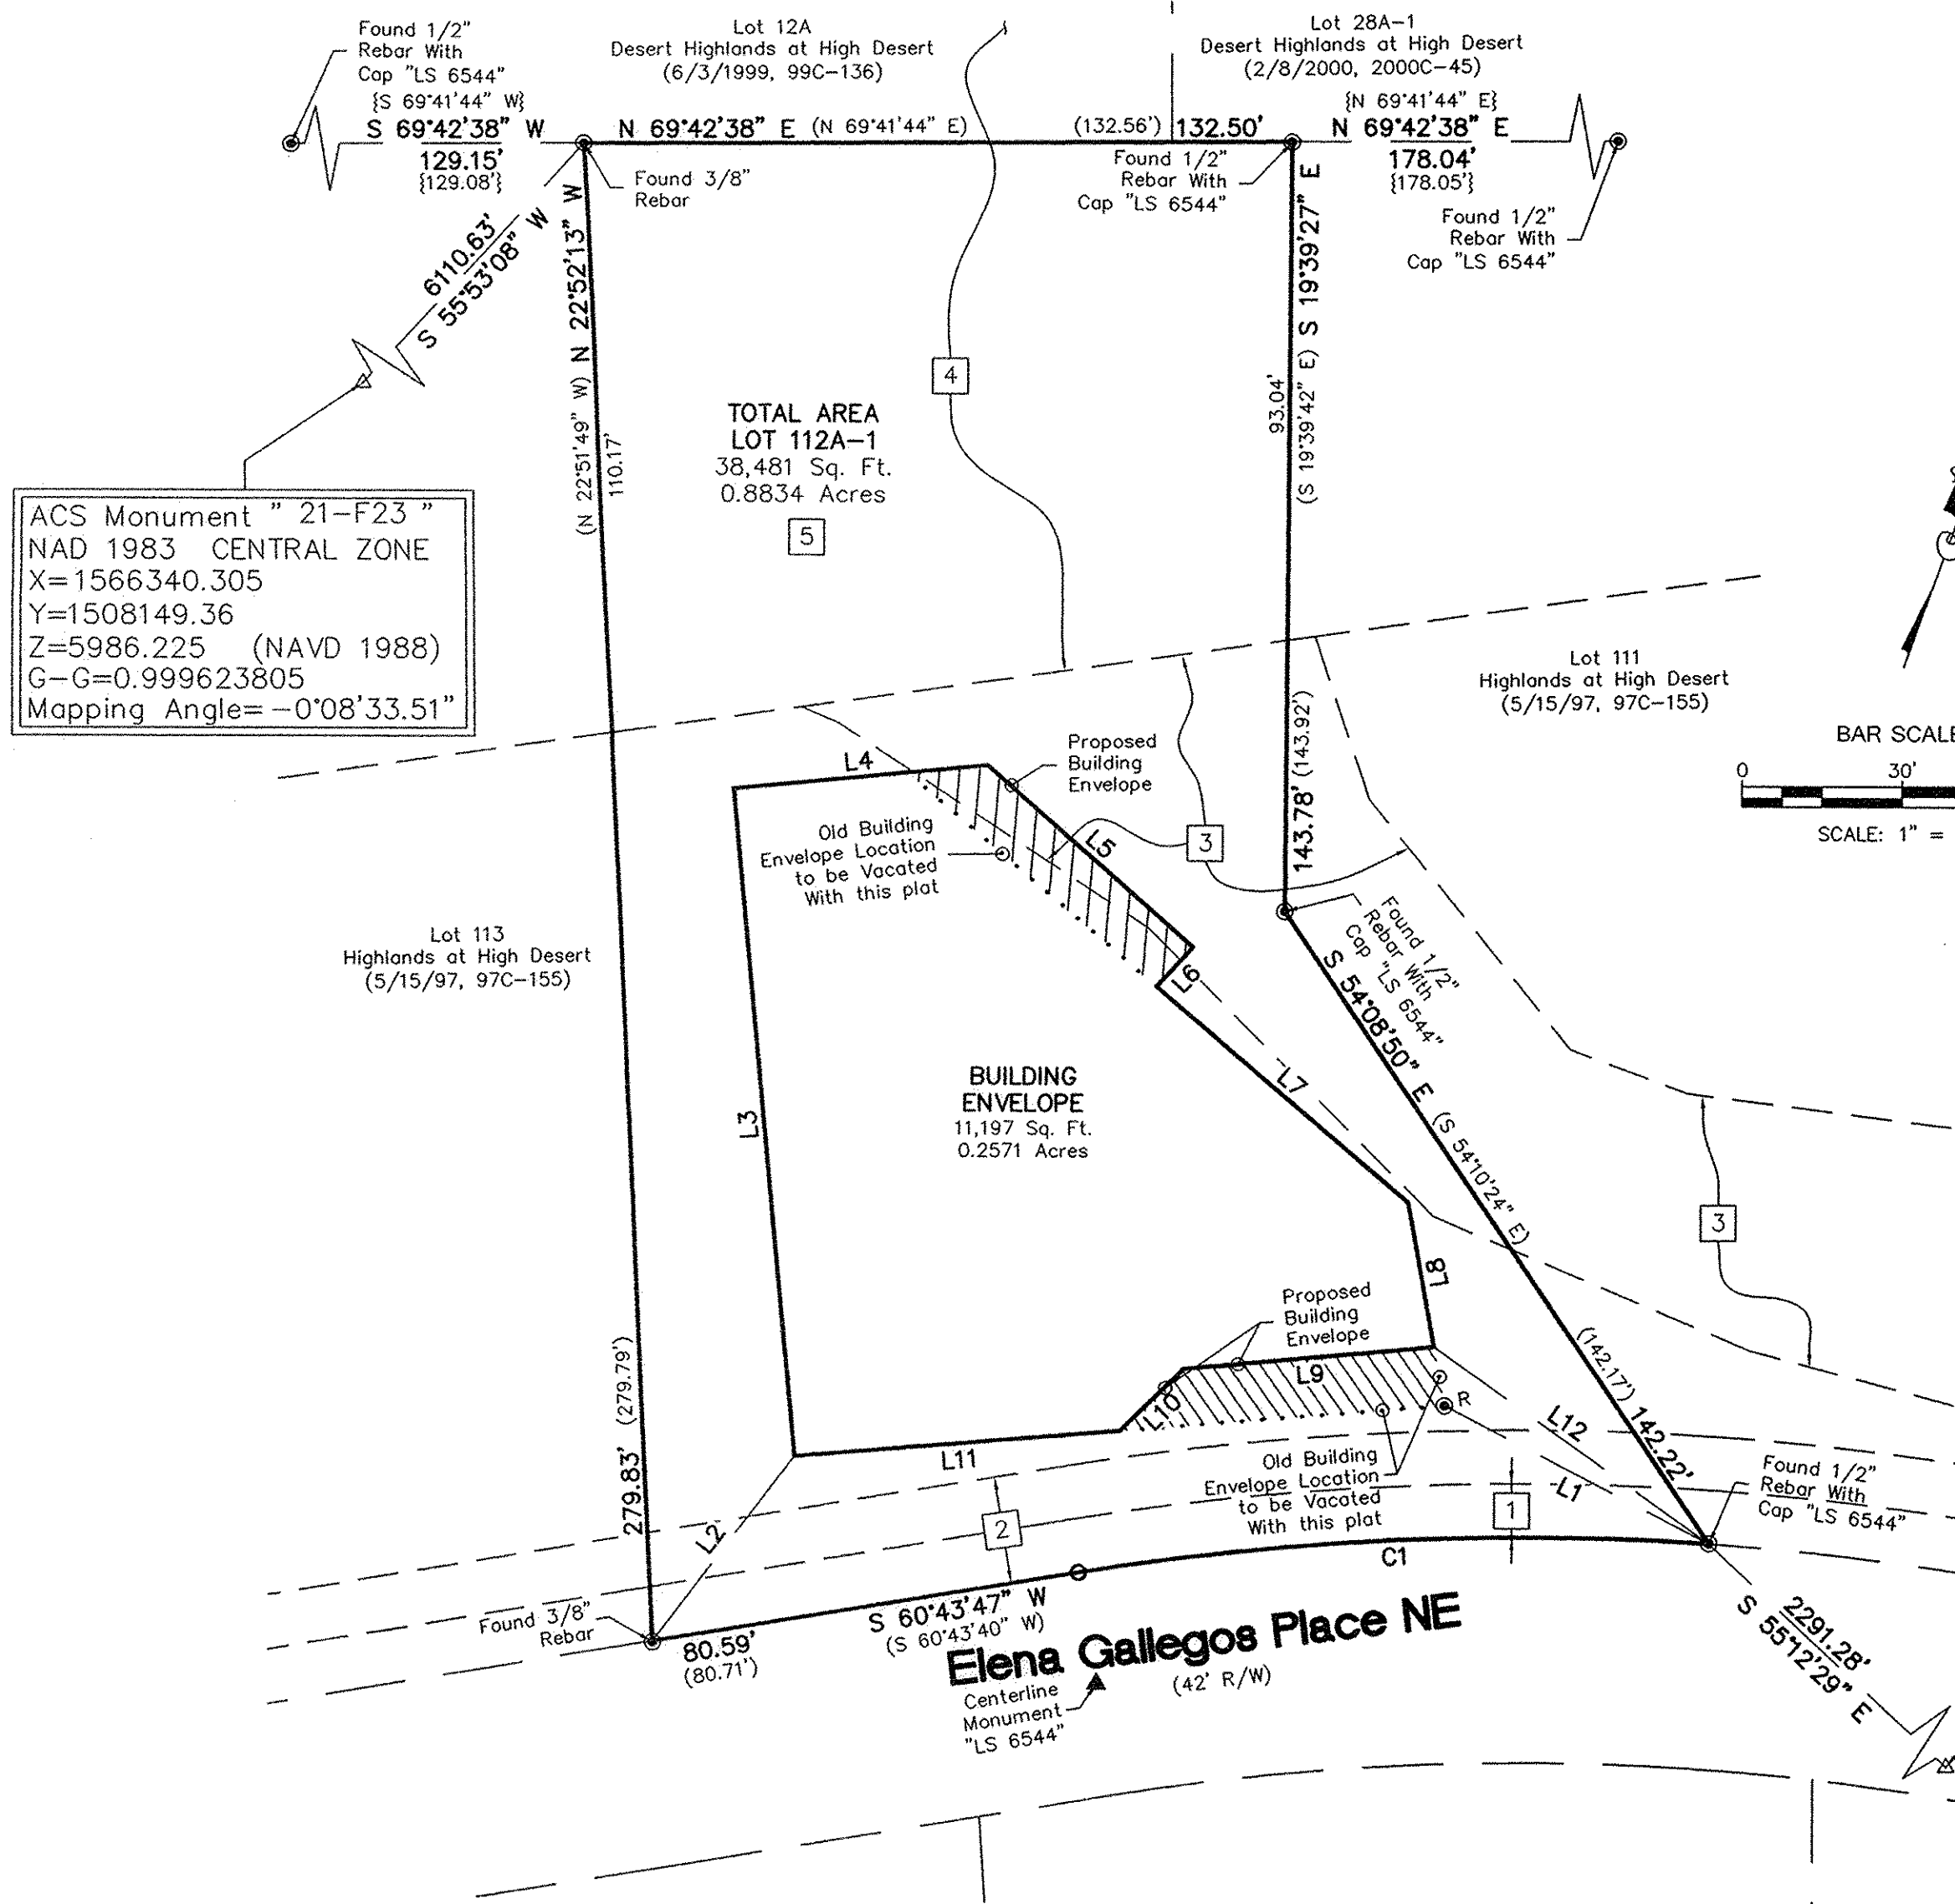 Found 1/2"
Rebar With
Cap "LS 6544"
{S 69°41'44" W}
S 69°42'38" W
129.15'
{129.08'}
Lot 12A
Desert Highlands at High Desert
(6/3/1999, 99C-136)
Lot 28A-1
Desert Highlands at High Desert
(2/8/2000, 2000C-45)
{N 69°41'44" E}
N 69°42'38" E
178.04'
{178.05'}
N 69°42'38" E (N 69°41'44" E)
(132.56') 132.50'
Found 3/8"
Rebar
Found 1/2"
Rebar With
Cap "LS 6544"
Found 1/2"
Rebar With
Cap "LS 6544"
6110.63'
S 55°53'08" W
(N 22°51'49" W) N 22°52'13" W
110.17'
93.04'
(S 19°39'42" E) S 19°39'27" E
4
TOTAL AREA
LOT 112A-1
38,481 Sq. Ft.
0.8834 Acres
5
ACS Monument " 21-F23 "
NAD 1983 CENTRAL ZONE
X=1566340.305
Y=1508149.36
Z=5986.225 (NAVD 1988)
G-G=0.999623805
Mapping Angle= -0°08'33.51"
Lot 111
Highlands at High Desert
(5/15/97, 97C-155)
BAR SCALE
0 30'
SCALE: 1" =
143.78' (143.92')
L4
Proposed
Building
Envelope
Old Building
Envelope Location
to be Vacated
With this plat
L5
3
L6
Found 1/2"
Rebar With
Cap "LS 6544"
S 54°08'50" E (S 54°10'24" E)
Lot 113
Highlands at High Desert
(5/15/97, 97C-155)
BUILDING
ENVELOPE
11,197 Sq. Ft.
0.2571 Acres
L3
L7
3
L8
Proposed
Building
Envelope
L9
L10
R
(142.17') 142.22'
L12
279.83' (279.79')
L11
L2
2
Old Building
Envelope Location
to be Vacated
With this plat
L1
1
Found 1/2"
Rebar With
Cap "LS 6544"
C1
Found 3/8"
Rebar
80.59'
(80.71')
S 60°43'47" W
(S 60°43'40" W)
Elena Gallegos Place NE
(42' R/W)
Centerline
Monument
"LS 6544"
2291.28'
S 55°12'29" E